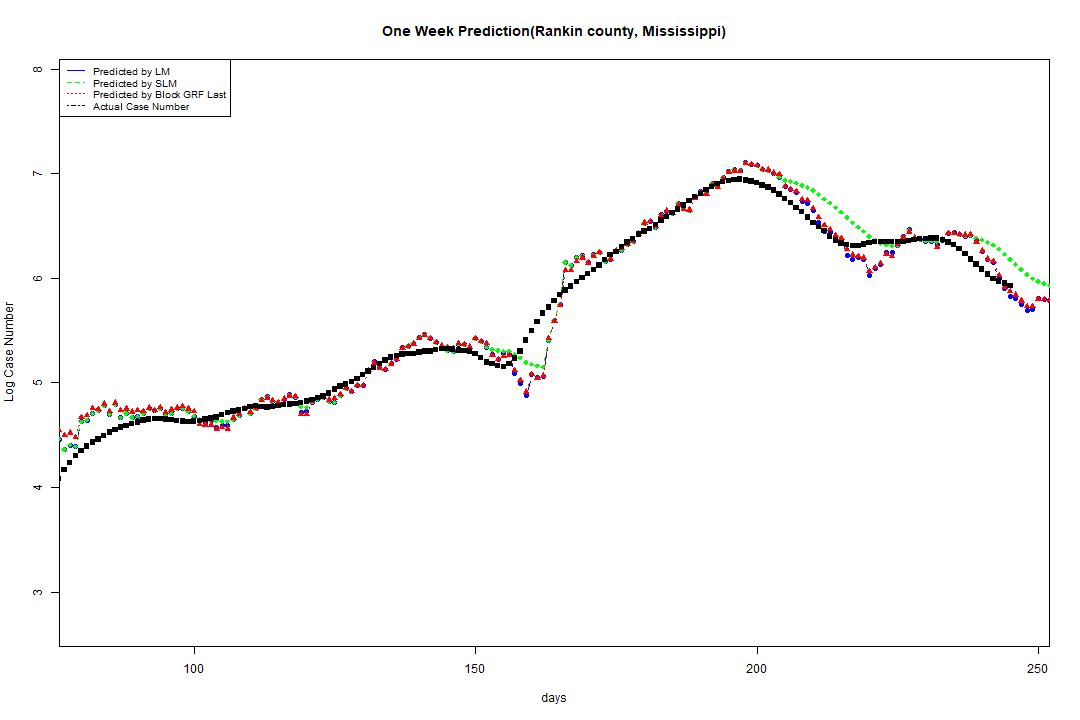 One Week Prediction(Rankin county, Mississippi)
Predicted by LM
Predicted by SLM
Predicted by Block GRF Last
Actual Case Number
8
7
6
5
4
3
Log Case Number
100 150 200 250
days